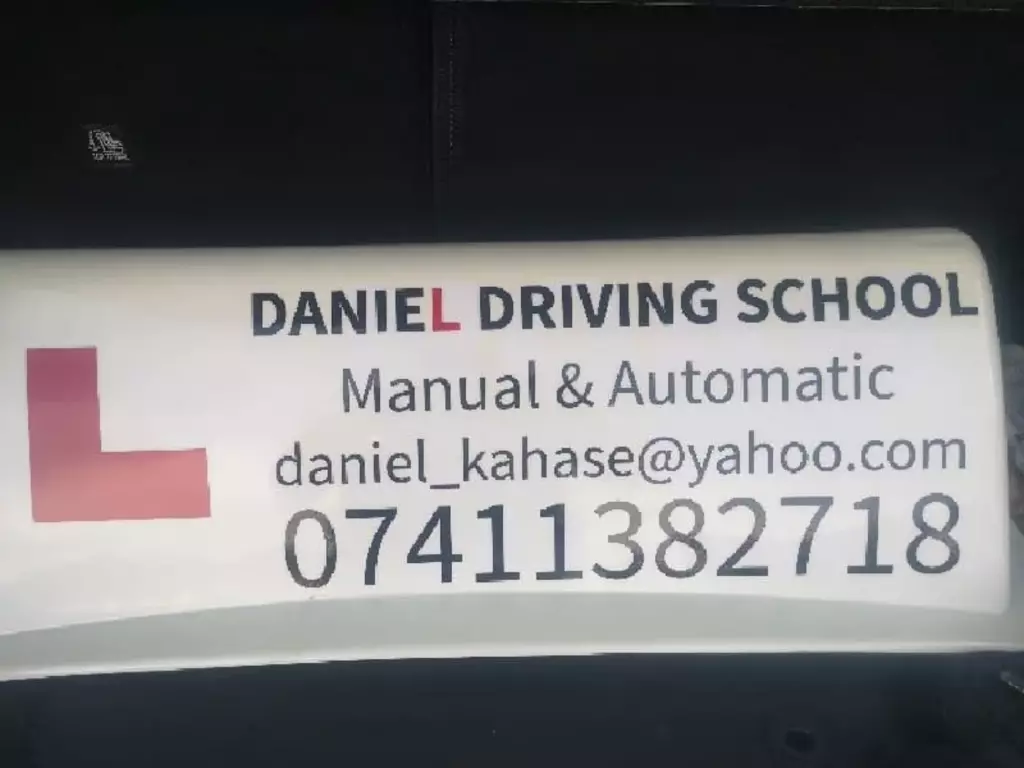 DANIEL DRIVING SCHOOL
Manual & Automatic
daniel_kahase@yahoo.com
07411382718
L